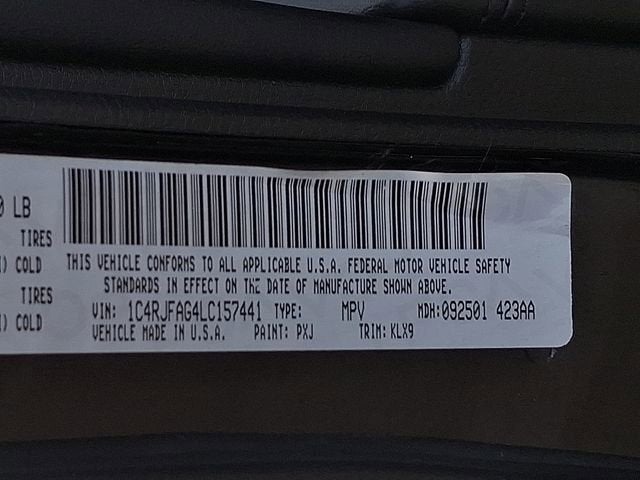 0 LB
TIRES
COLD
THIS VEHICLE CONFORMS TO ALL APPLICABLE U.S.A. FEDERAL MOTOR VEHICLE SAFETY
STANDARDS IN EFFECT ON THE DATE OF MANUFACTURE SHOWN ABOVE.
TIRES
VIN: 1C4RJFAG4LC157441 TYPE: MPV MDH:092501 423AA
COLD
VEHICLE MADE IN U.S.A. PAINT: PXJ TRIM: KLX9